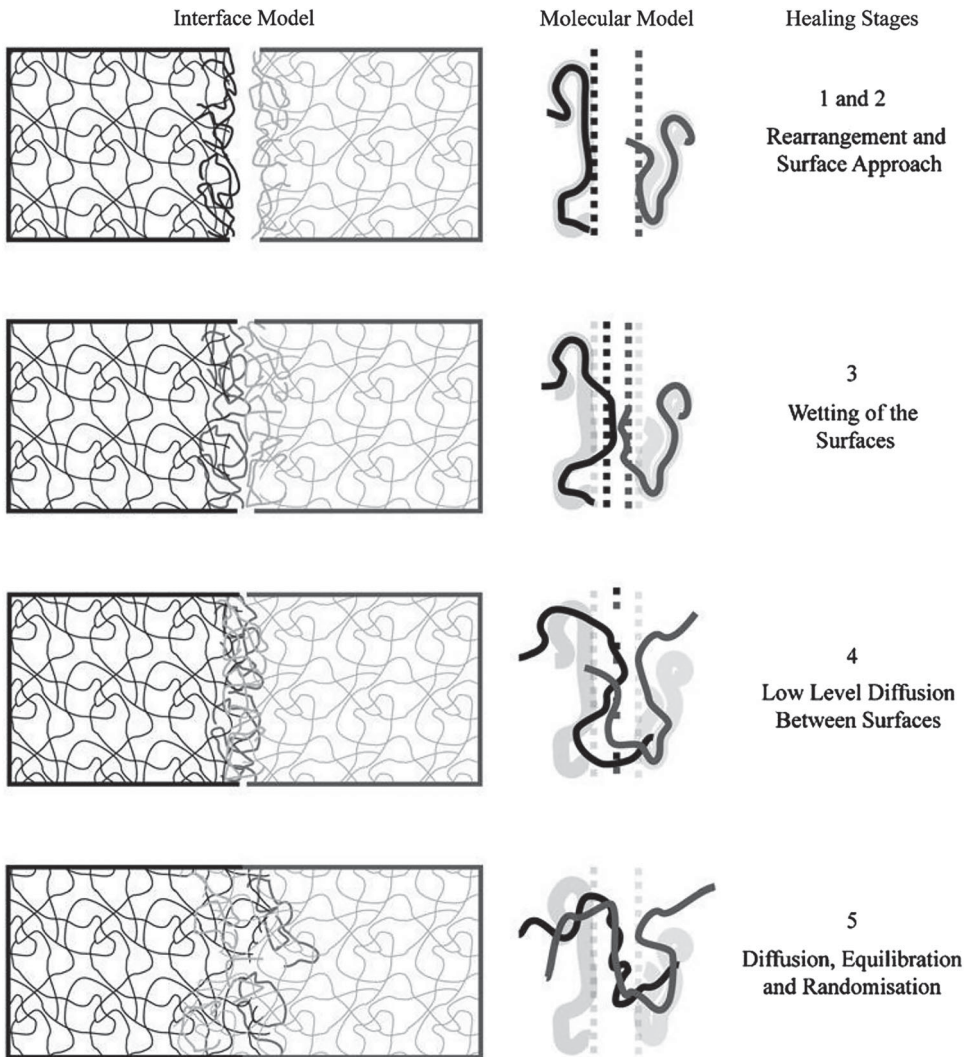 Interface Model
Molecular Model
Healing Stages
1 and 2
Rearrangement and
Surface Approach
3
Wetting of the
Surfaces
4
Low Level Diffusion
Between Surfaces
5
Diffusion, Equilibration
and Randomisation